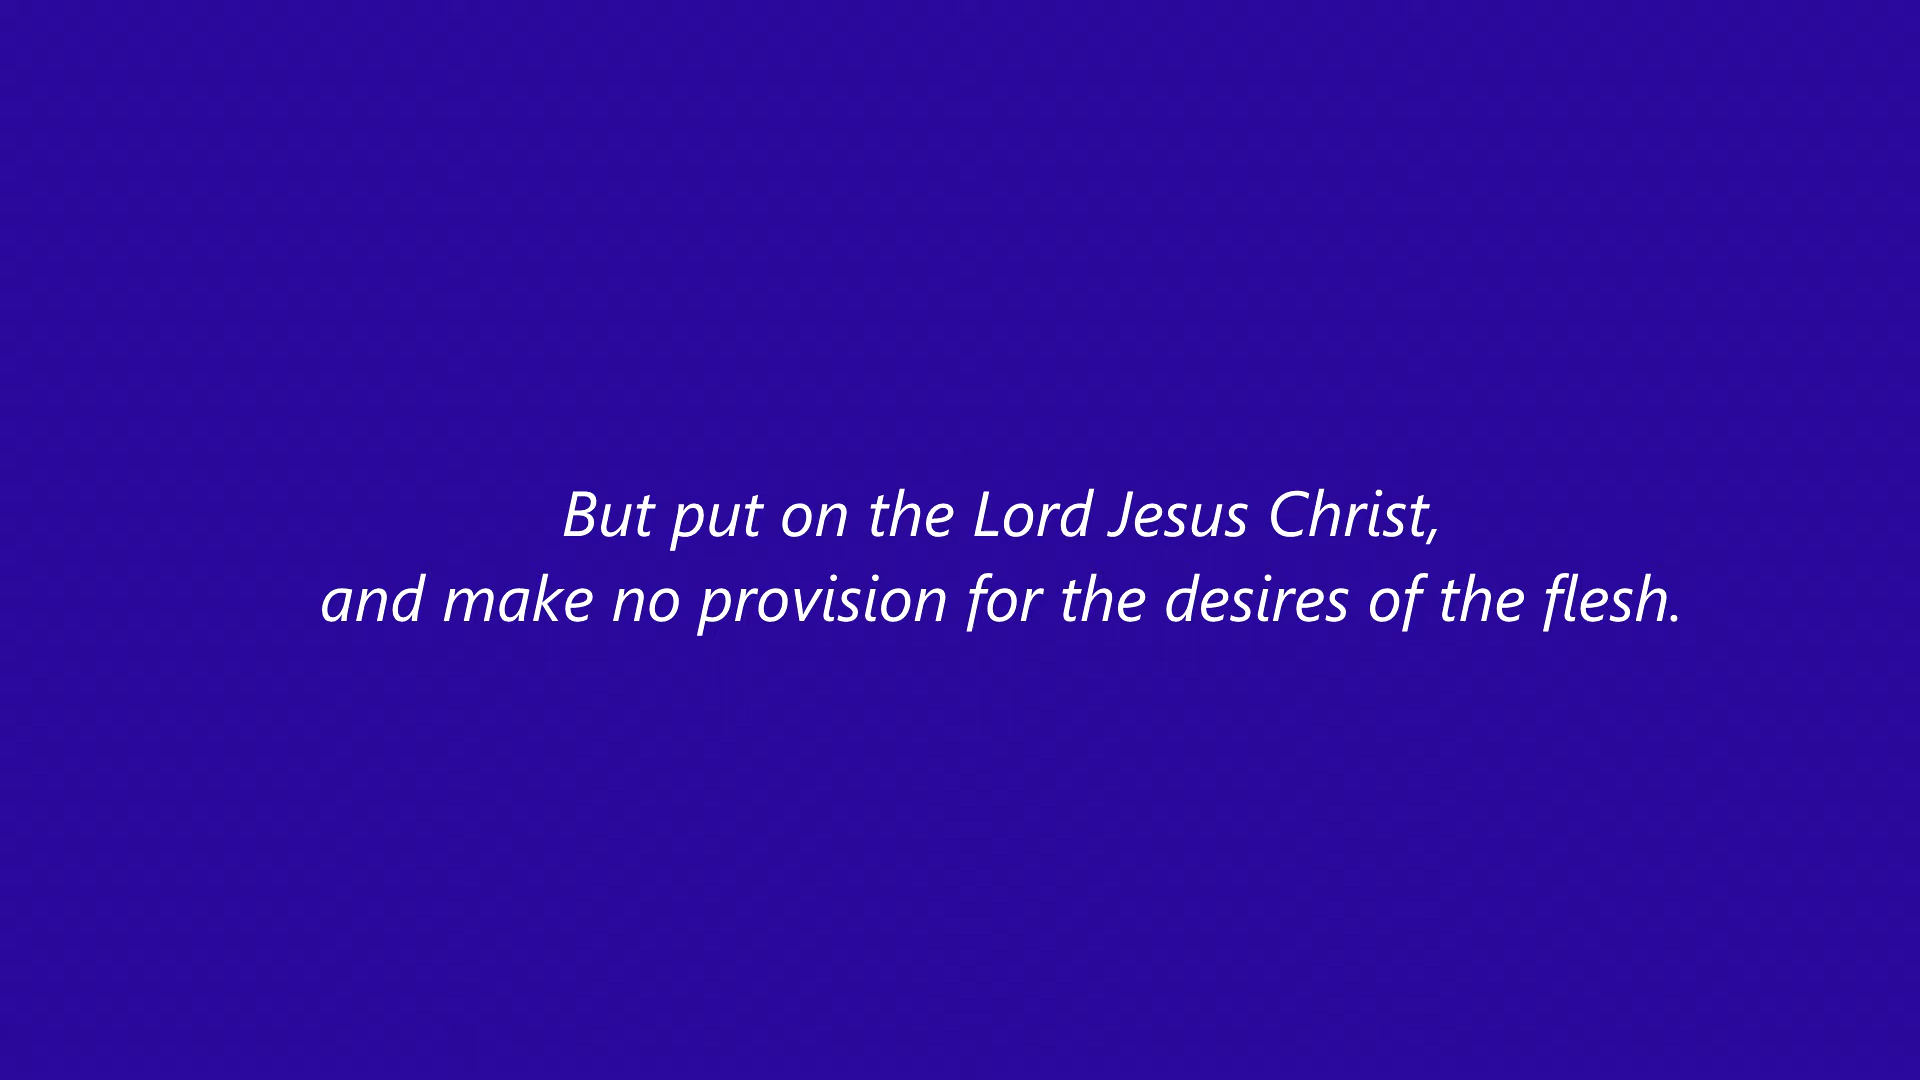 But put on the Lord Jesus Christ,
and make no provision for the desires of the flesh.